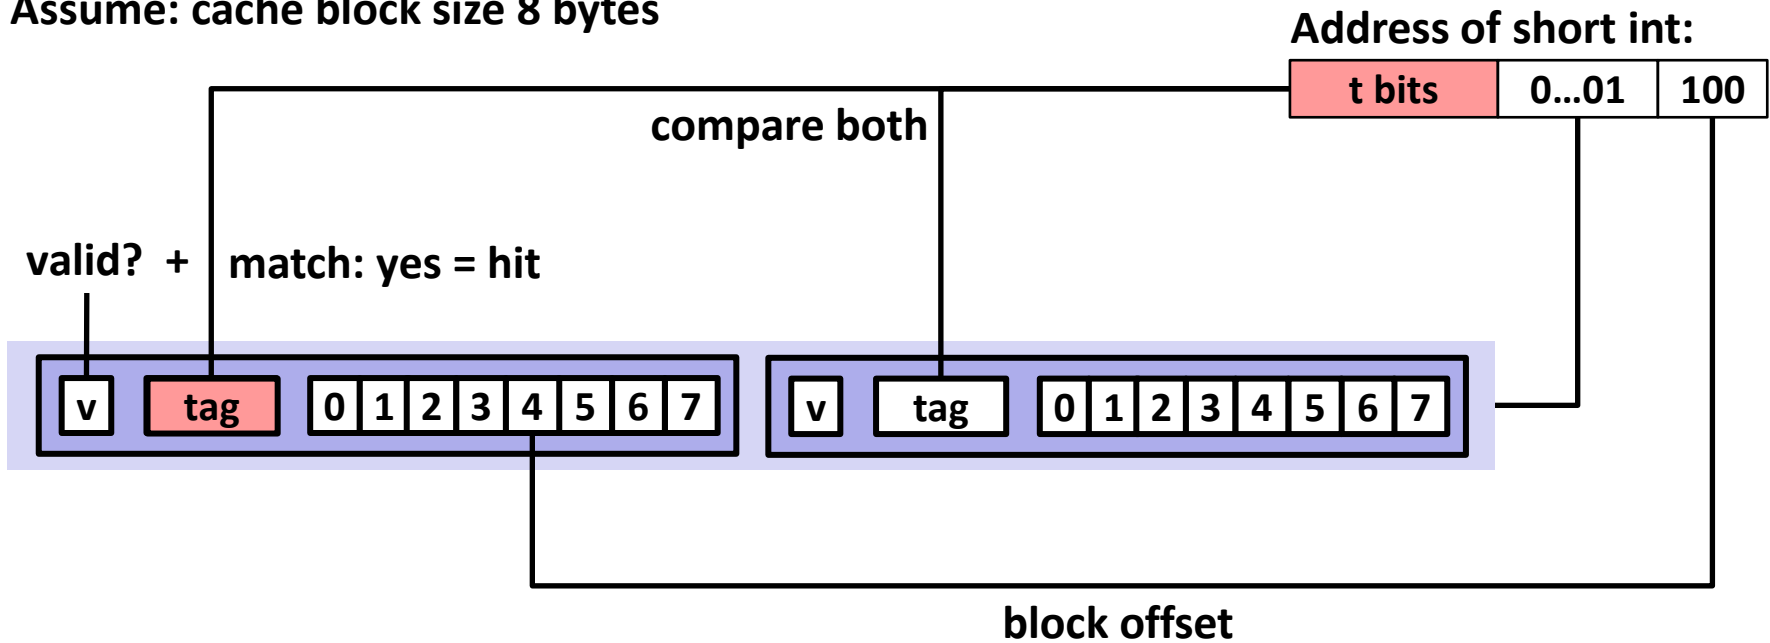 Assume: cache block size 8 bytes
Address of short int:
t bits 0...01 100
compare both
valid? + match: yes = hit
v tag 0 1 2 3 4 5 6 7 v tag 0 1 2 3 4 5 6 7
block offset